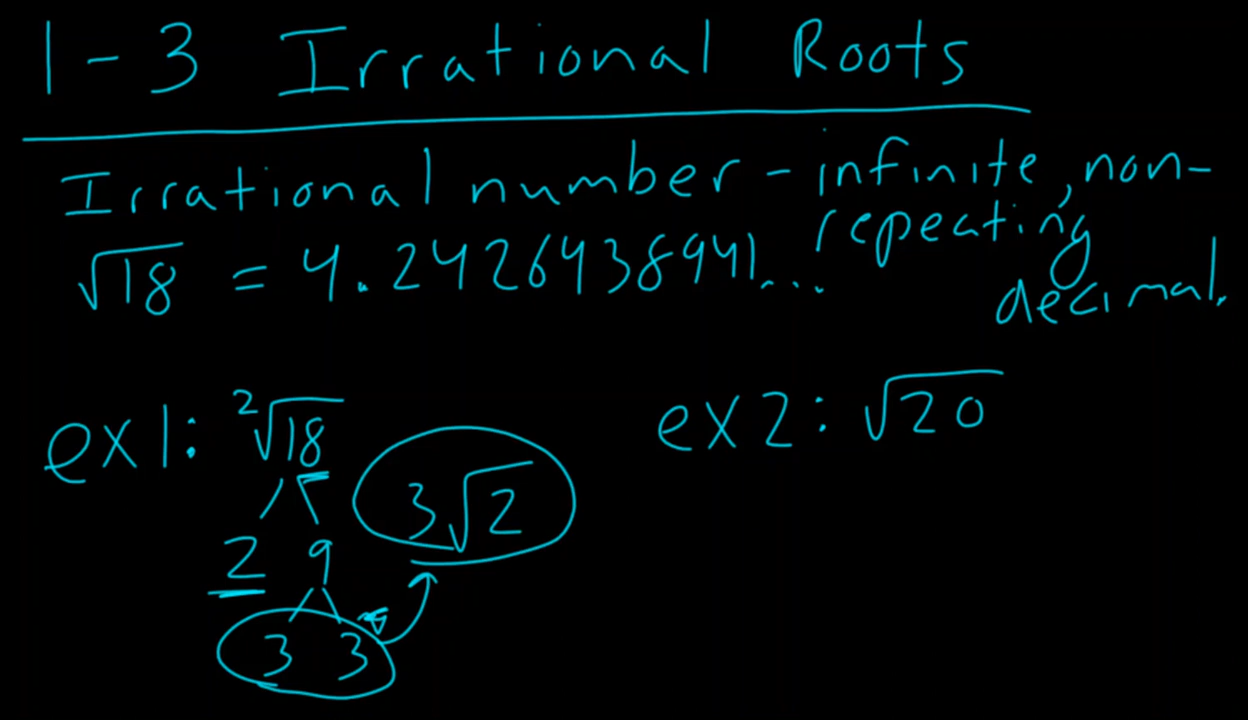 1-3 Irrational Roots
Irrational number - infinite, non-
repeating
decimal.
√18 = 4.2426438941...
ex1: ²√18
ex2: √20
3√2
2 9
3 3